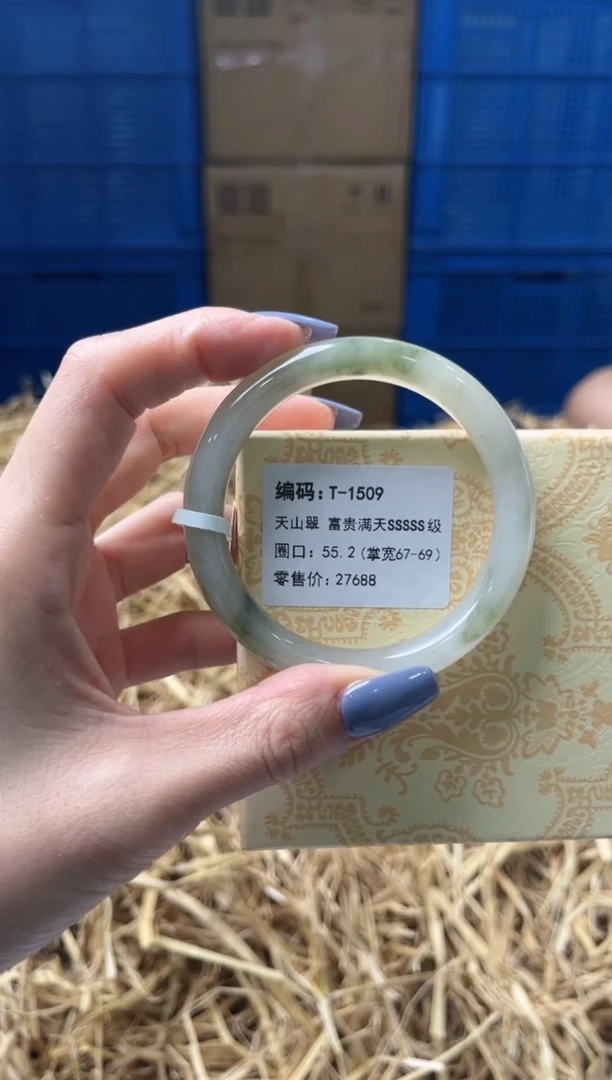 编码：T-1509
天山翠 富贵满天SSSSS级
圈口：55.2（掌宽67-69）
零售价：27688